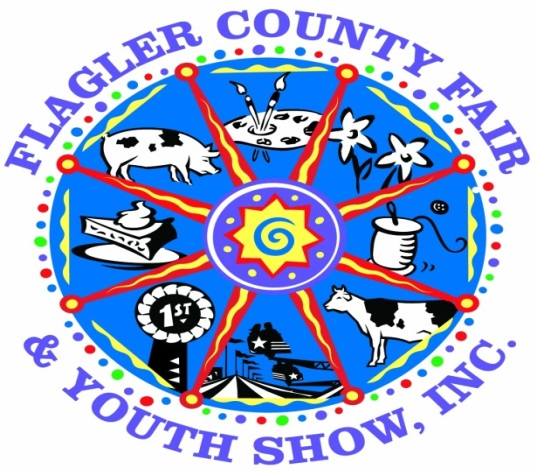 FLAGLER COUNTY FAIR
1ST
& YOUTH SHOW, INC.